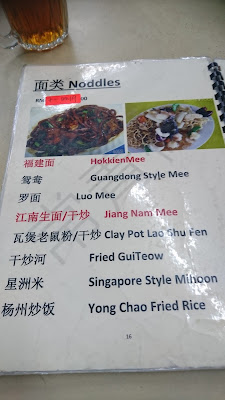 面类 Noddles
福建面 HokkienMee
鸳鸯 Guangdong Style Mee
罗面 Luo Mee
江南生面/干炒 Jiang Nam Mee
瓦煲老鼠粉/干炒 Clay Pot Lao Shu Fen
干炒河 Fried GuiTeow
星洲米 Singapore Style Mihoon
杨州炒饭 Yong Chao Fried Rice
16